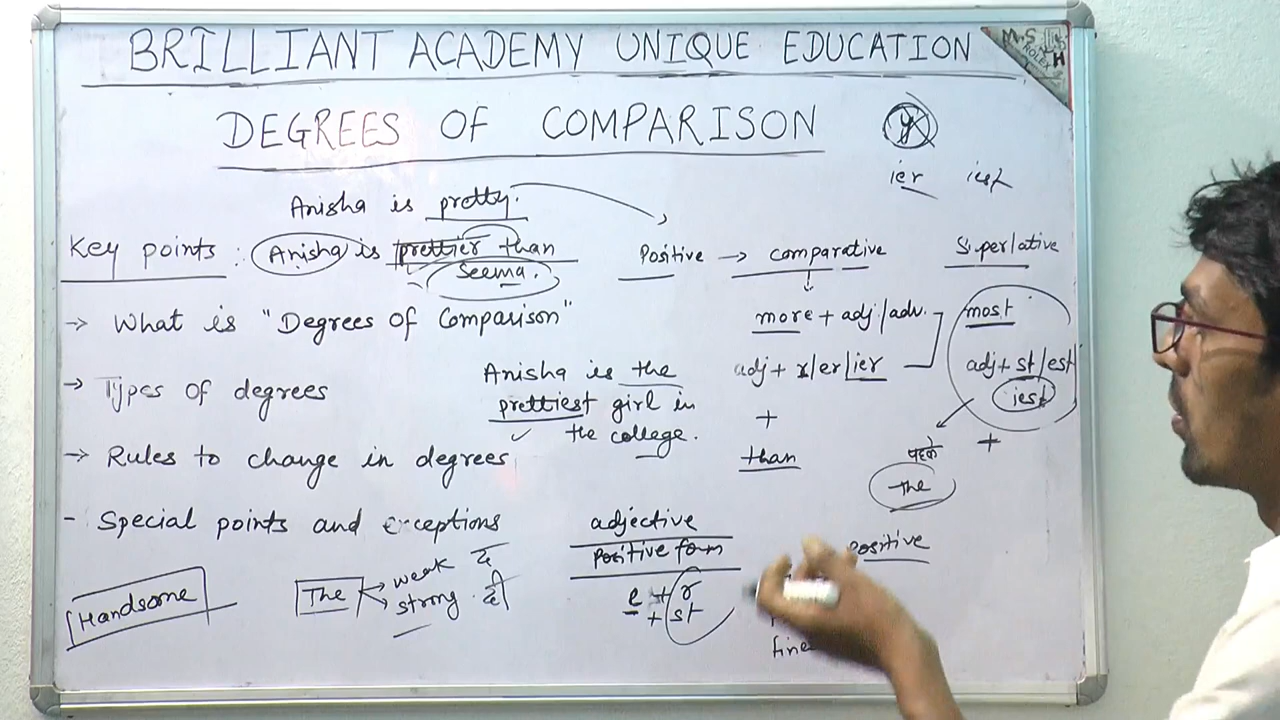 BRILLIANT ACADEMY UNIQUE EDUCATION
M.S
ROLEX
H
DEGREES OF COMPARISON
y
ier iest
Anisha is pretty.
Key points : Anisha is prettier than
Seema.
Positive → comparative
Superlative
→ What is "Degrees of Comparison"
more + adj/adv.
most
→ Types of degrees
Anisha is the
prettiest girl in
the college.
adj + r/er/ier
+
than
adj + st/est/
iest
+
पहले
the
→ Rules to change in degrees
- Special points and exceptions
adjective
Positive form
e + r
+ st
Positive
fine
Handsome
The
weak द
strong दी